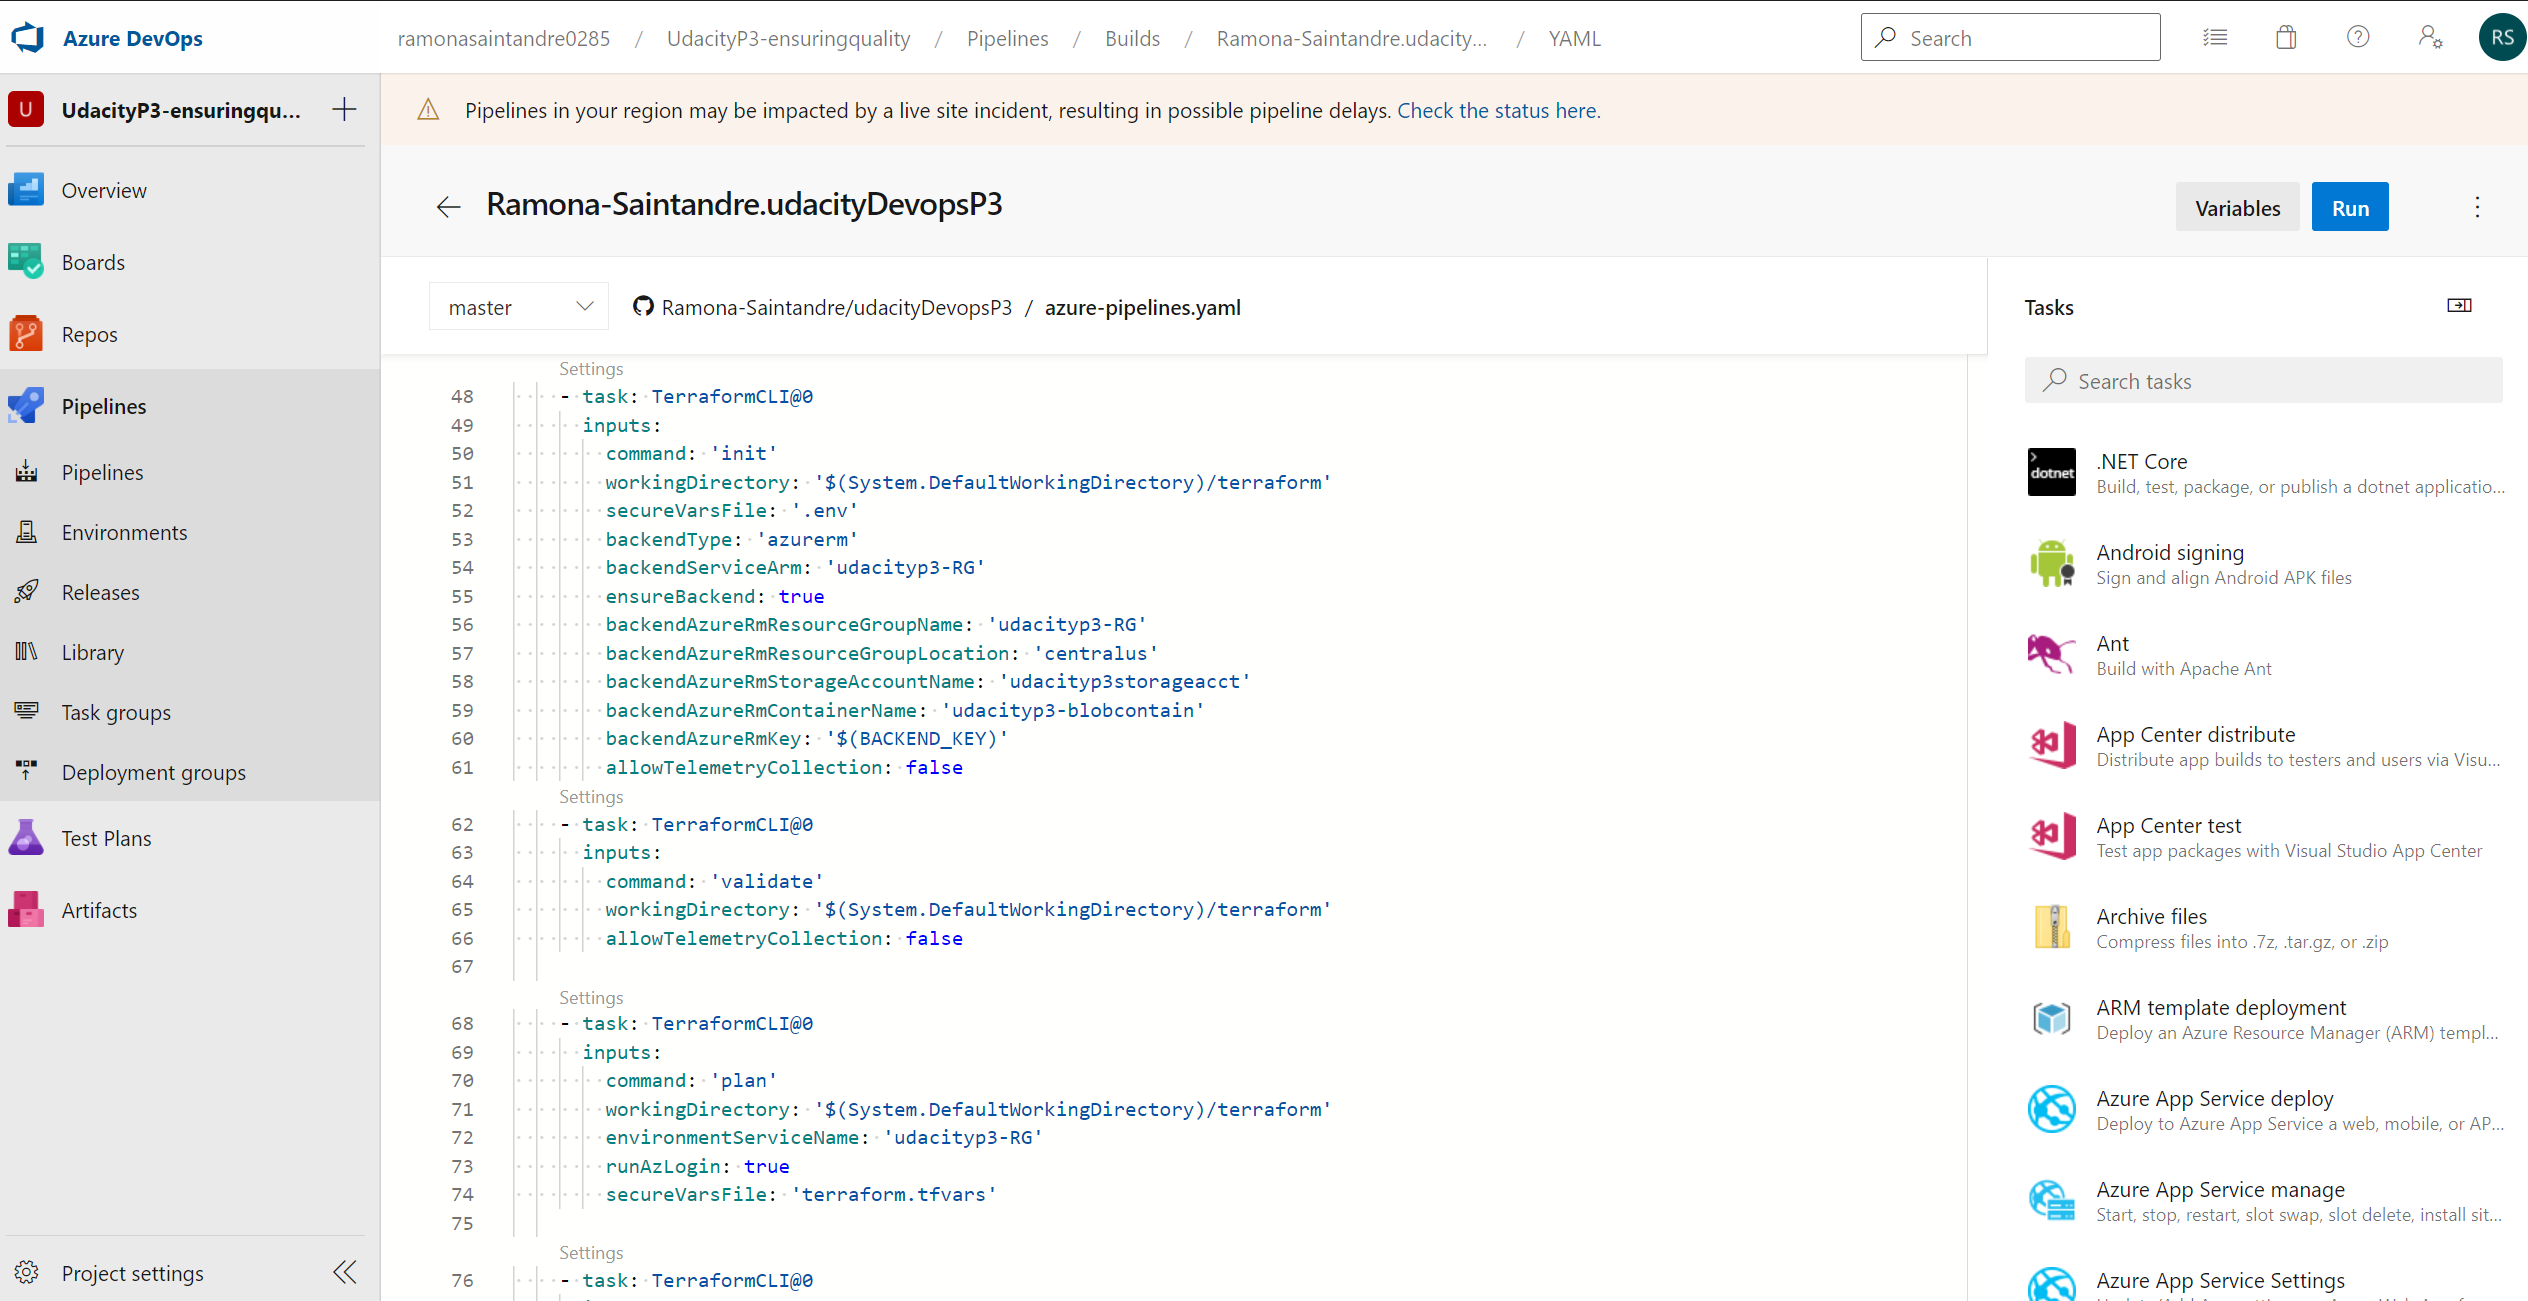 Azure DevOps
ramonasaintandre0285 / UdacityP3-ensuringquality / Pipelines / Builds / Ramona-Saintandre.udacity... / YAML
Search
RS
U UdacityP3-ensuringqu...
Pipelines in your region may be impacted by a live site incident, resulting in possible pipeline delays. Check the status here.
Overview
Boards
Repos
Pipelines
Pipelines
Environments
Releases
Library
Task groups
Deployment groups
Test Plans
Artifacts
Project settings
Ramona-Saintandre.udacityDevopsP3
Variables
Run
master
Ramona-Saintandre/udacityDevopsP3 / azure-pipelines.yaml
Settings
48 - task: TerraformCLI@0
49 inputs:
50 command: 'init'
51 workingDirectory: '$(System.DefaultWorkingDirectory)/terraform'
52 secureVarsFile: '.env'
53 backendType: 'azurerm'
54 backendServiceArm: 'udacityp3-RG'
55 ensureBackend: true
56 backendAzureRmResourceGroupName: 'udacityp3-RG'
57 backendAzureRmResourceGroupLocation: 'centralus'
58 backendAzureRmStorageAccountName: 'udacityp3storageacct'
59 backendAzureRmContainerName: 'udacityp3-blobcontain'
60 backendAzureRmKey: '$(BACKEND_KEY)'
61 allowTelemetryCollection: false
Settings
62 - task: TerraformCLI@0
63 inputs:
64 command: 'validate'
65 workingDirectory: '$(System.DefaultWorkingDirectory)/terraform'
66 allowTelemetryCollection: false
67
Settings
68 - task: TerraformCLI@0
69 inputs:
70 command: 'plan'
71 workingDirectory: '$(System.DefaultWorkingDirectory)/terraform'
72 environmentServiceName: 'udacityp3-RG'
73 runAzLogin: true
74 secureVarsFile: 'terraform.tfvars'
75
Settings
76 - task: TerraformCLI@0
Tasks
Search tasks
dotnet
.NET Core
Build, test, package, or publish a dotnet applicatio...
Android signing
Sign and align Android APK files
Ant
Build with Apache Ant
App Center distribute
Distribute app builds to testers and users via Visu...
App Center test
Test app packages with Visual Studio App Center
Archive files
Compress files into .7z, .tar.gz, or .zip
ARM template deployment
Deploy an Azure Resource Manager (ARM) templ...
Azure App Service deploy
Deploy to Azure App Service a web, mobile, or AP...
Azure App Service manage
Start, stop, restart, slot swap, slot delete, install sit...
Azure App Service Settings